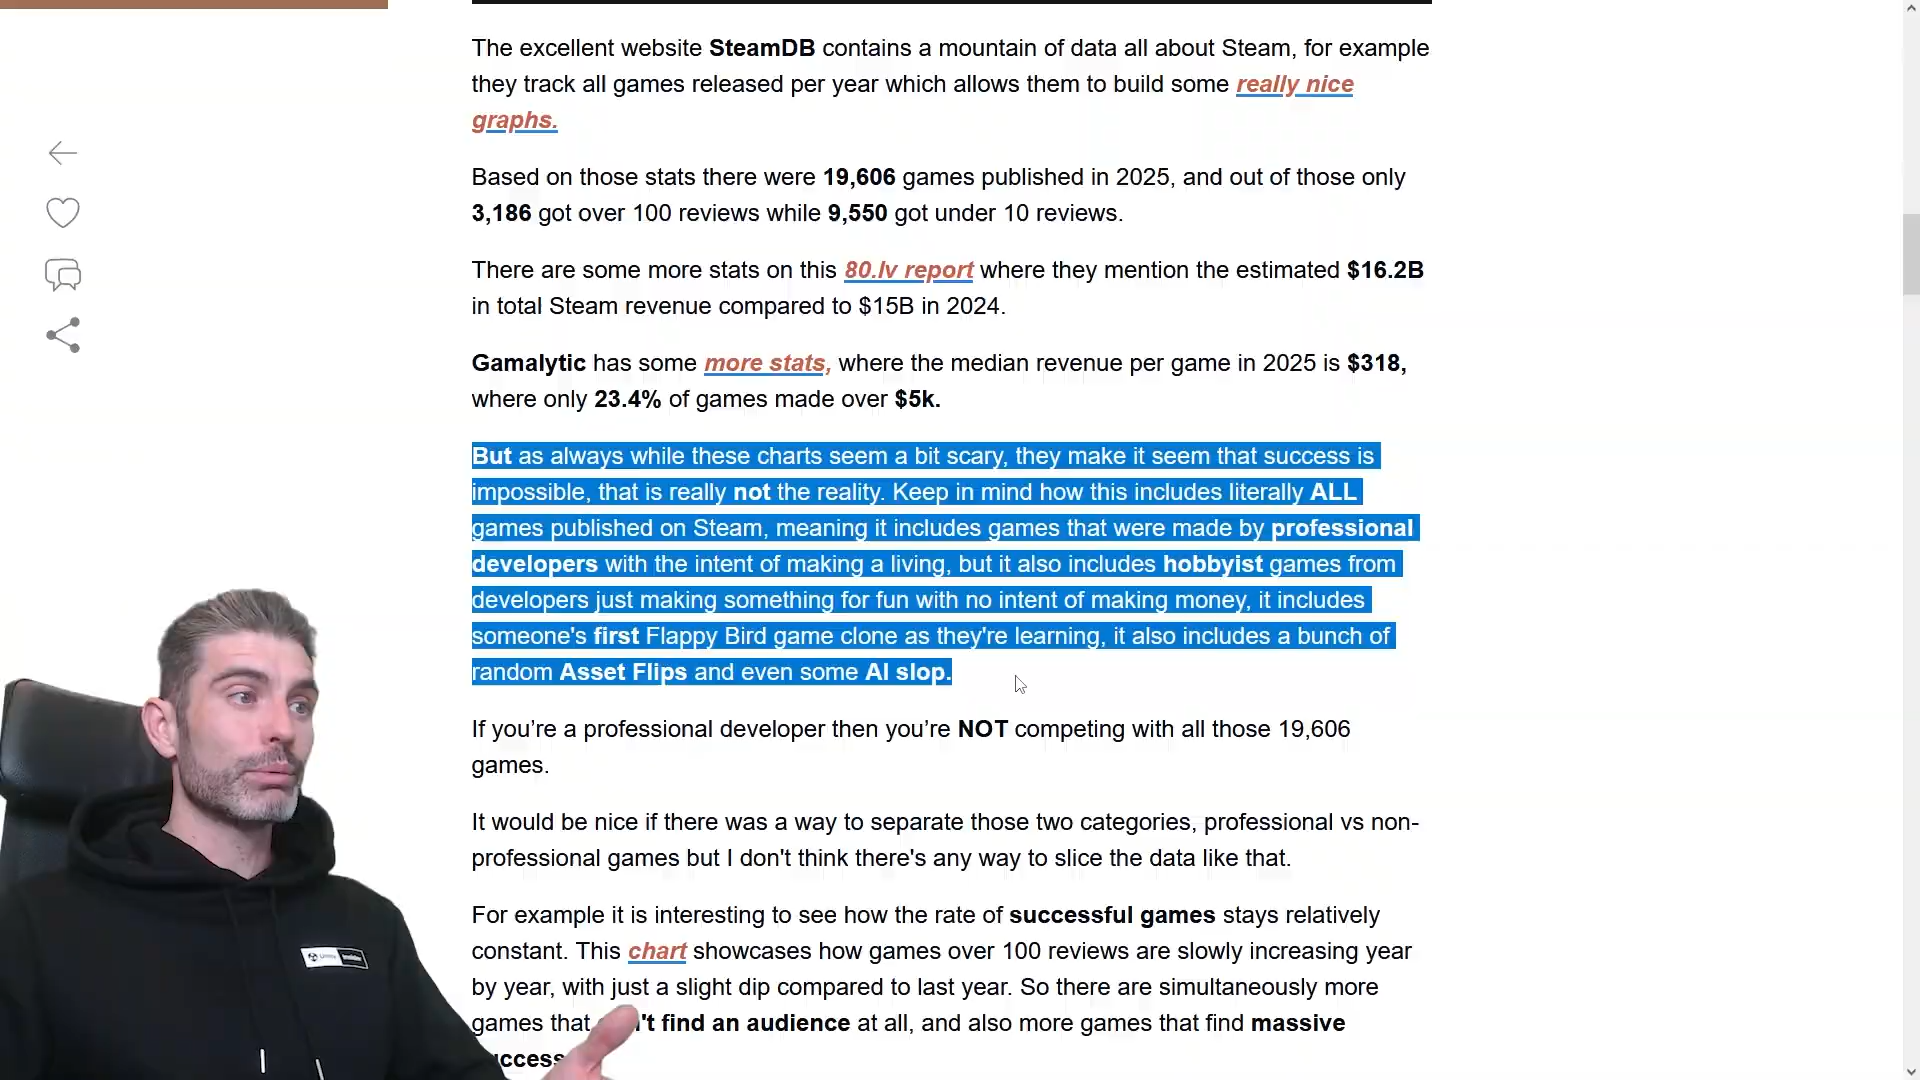 The excellent website SteamDB contains a mountain of data all about Steam, for example
they track all games released per year which allows them to build some really nice
graphs.
Based on those stats there were 19,606 games published in 2025, and out of those only
3,186 got over 100 reviews while 9,550 got under 10 reviews.
There are some more stats on this 80.lv report where they mention the estimated $16.2B
in total Steam revenue compared to $15B in 2024.
Gamalytic has some more stats, where the median revenue per game in 2025 is $318,
where only 23.4% of games made over $5k.
But as always while these charts seem a bit scary, they make it seem that success is
impossible, that is really not the reality. Keep in mind how this includes literally ALL
games published on Steam, meaning it includes games that were made by professional
developers with the intent of making a living, but it also includes hobbyist games from
developers just making something for fun with no intent of making money, it includes
someone's first Flappy Bird game clone as they're learning, it also includes a bunch of
random Asset Flips and even some AI slop.
If you’re a professional developer then you’re NOT competing with all those 19,606
games.
It would be nice if there was a way to separate those two categories, professional vs non-
professional games but I don't think there's any way to slice the data like that.
For example it is interesting to see how the rate of successful games stays relatively
constant. This chart showcases how games over 100 reviews are slowly increasing year
by year, with just a slight dip compared to last year. So there are simultaneously more
games that 't find an audience at all, and also more games that find massive